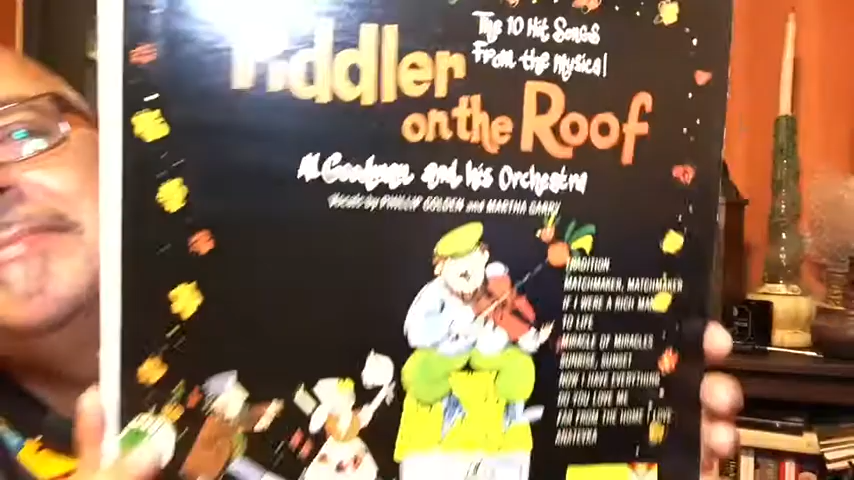 The 10 Hit Songs
From the Musical!
Fiddler
on the Roof
Al Goodman and his Orchestra
Vocals by PHILLIP GOLDEN and MARTHA GARRY
TRADITION
MATCHMAKER, MATCHMAKER
IF I WERE A RICH MAN
TO LIFE
MIRACLE OF MIRACLES
SUNRISE, SUNSET
NOW I HAVE EVERYTHING
DO YOU LOVE ME
FAR FROM THE HOME I LOVE
ANATEVKA